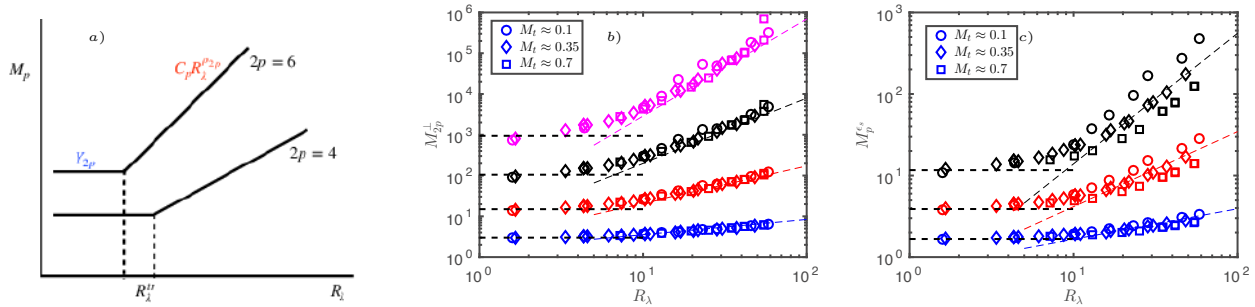 a)
M_p
C_p R_λ^{ρ_{2p}}
2p = 6
γ_{2p}
2p = 4
R_λ^{tr}
R_λ
b)
M_t ≈ 0.1
M_t ≈ 0.35
M_t ≈ 0.7
M_{2p}^⊥
10^6
10^5
10^4
10^3
10^2
10^1
10^0
10^0
10^1
10^2
R_λ
c)
M_t ≈ 0.1
M_t ≈ 0.35
M_t ≈ 0.7
M_p^{ϵ_s}
10^3
10^2
10^1
10^0
10^0
10^1
10^2
R_λ